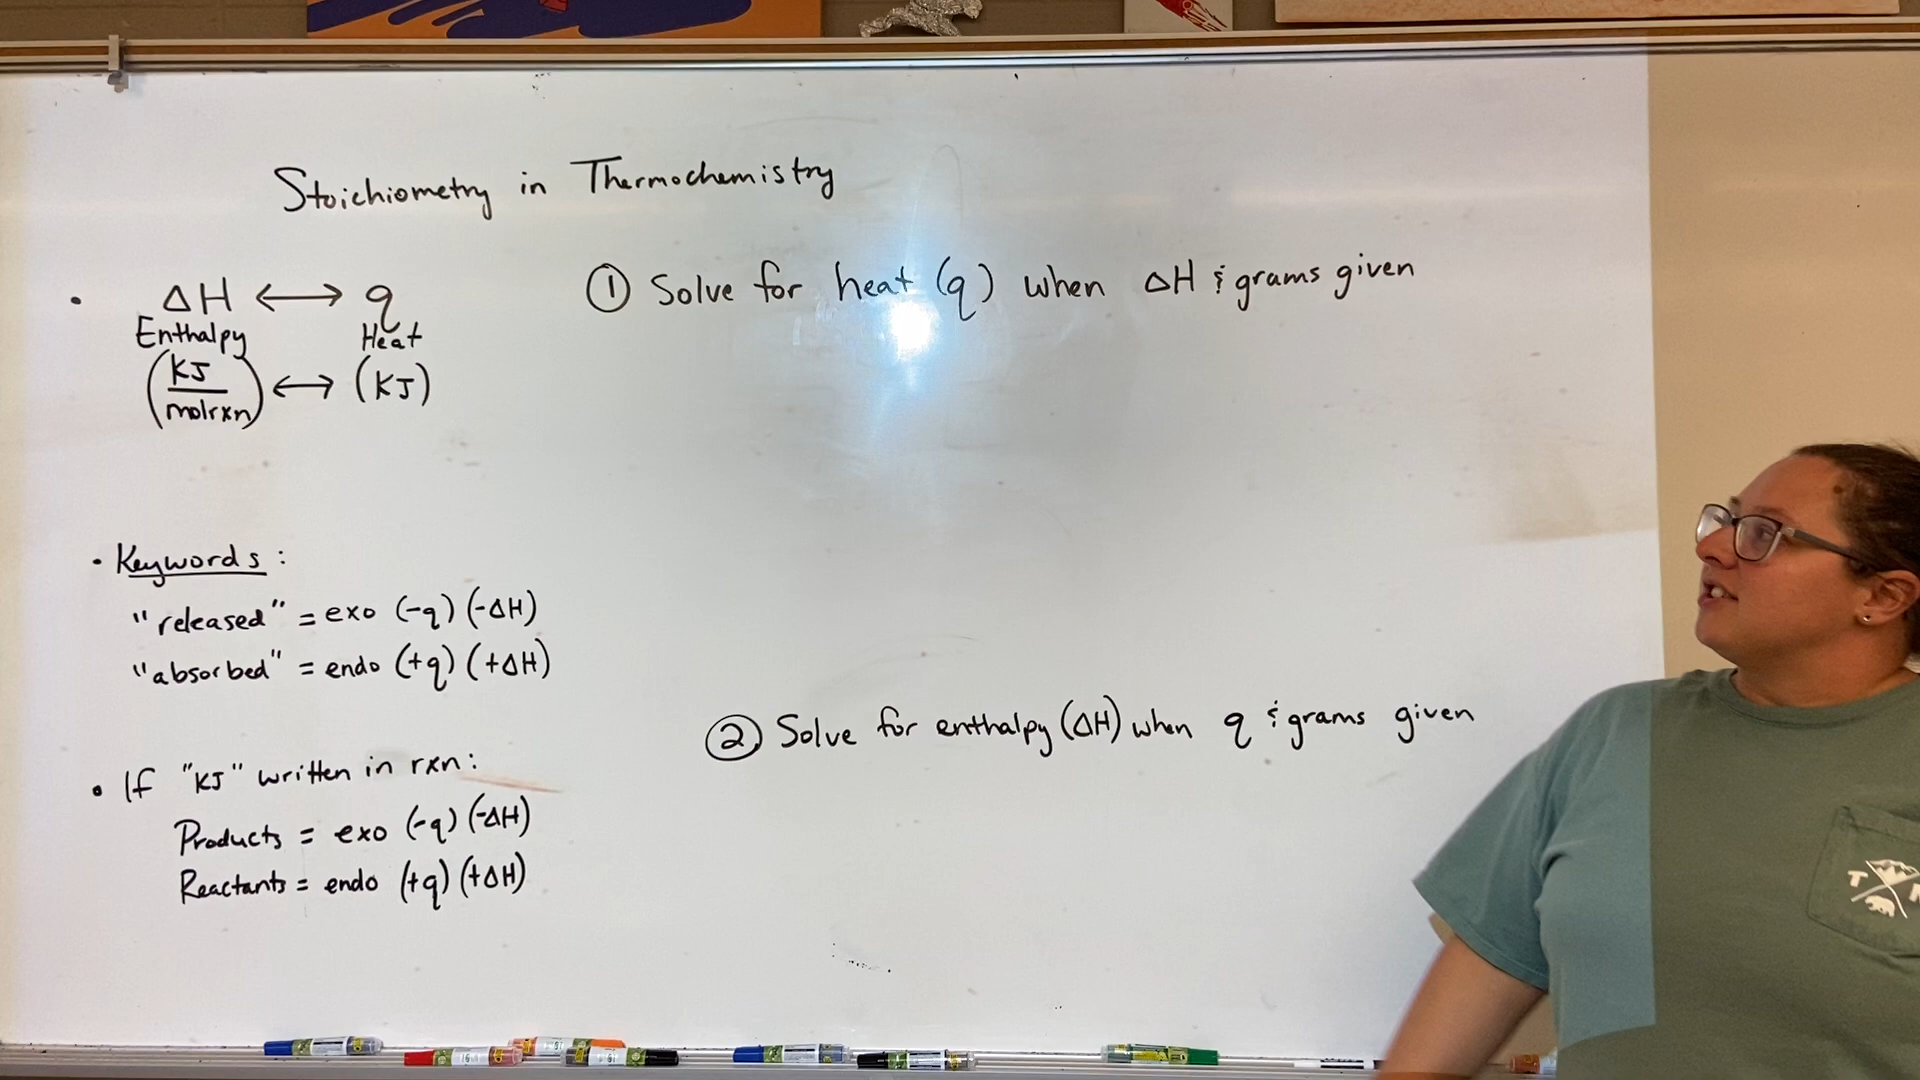 Stoichiometry in Thermochemistry
• ΔH ⟷ q
Enthalpy Heat
(KJ/molrxn) ⟷ (KJ)
• Keywords:
"released" = exo (-q) (-ΔH)
"absorbed" = endo (+q) (+ΔH)
• If "KJ" written in rxn:
Products = exo (-q) (-ΔH)
Reactants = endo (+q) (+ΔH)
① Solve for heat (q) when ΔH & grams given
② Solve for enthalpy (ΔH) when q & grams given
T